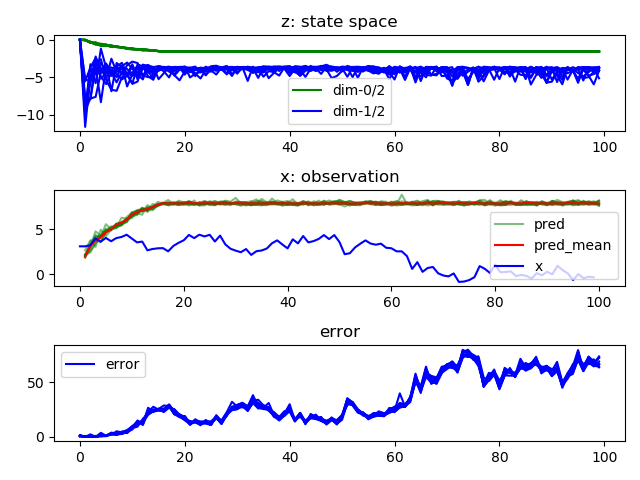 z: state space
0
−5
−10
dim-0/2
dim-1/2
0 20 40 60 80 100
x: observation
5
0
pred
pred_mean
x
0 20 40 60 80 100
error
50
0
error
0 20 40 60 80 100